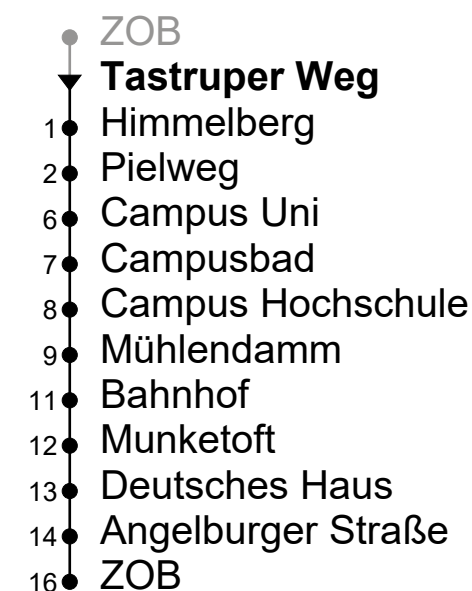 ZOB
Tastruper Weg
1 Himmelberg
2 Pielweg
6 Campus Uni
7 Campusbad
8 Campus Hochschule
9 Mühlendamm
11 Bahnhof
12 Munketoft
13 Deutsches Haus
14 Angelburger Straße
16 ZOB